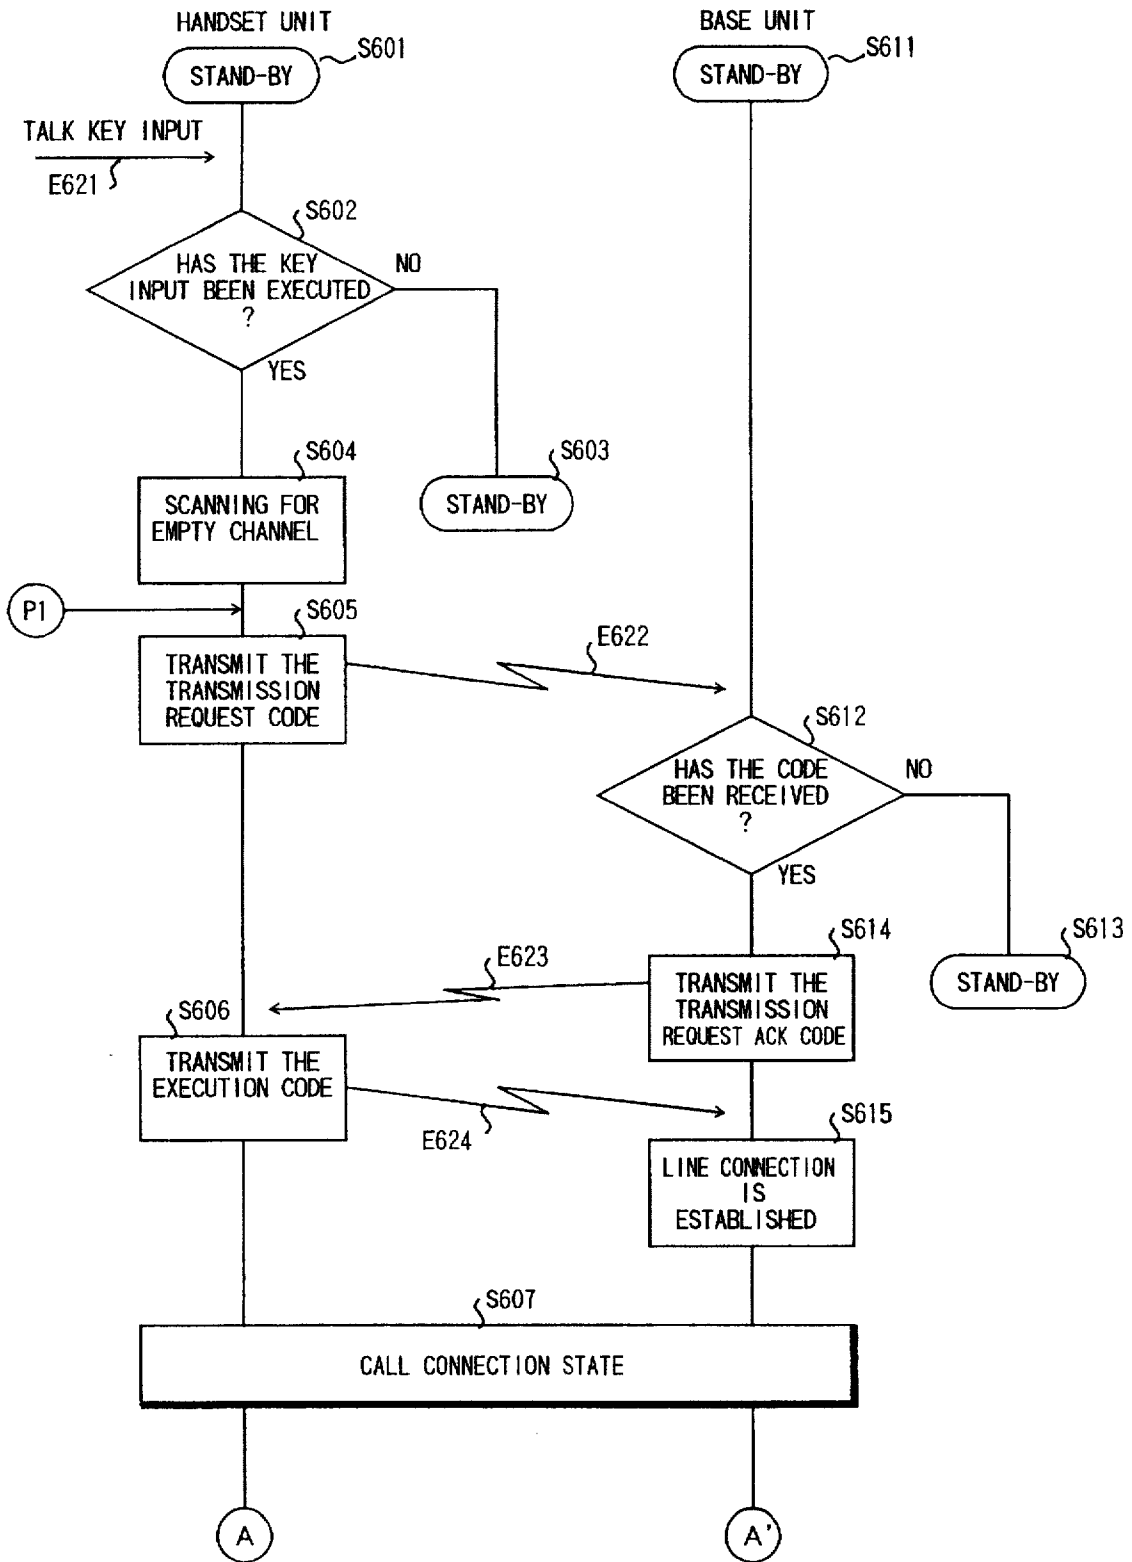 HANDSET UNIT
BASE UNIT
S601
S611
STAND-BY
STAND-BY
TALK KEY INPUT
E621
S602
HAS THE KEY
INPUT BEEN EXECUTED
?
NO
YES
S604
S603
SCANNING FOR
EMPTY CHANNEL
STAND-BY
P1
S605
E622
TRANSMIT THE
TRANSMISSION
REQUEST CODE
S612
HAS THE CODE
BEEN RECEIVED
?
NO
YES
S614
S613
E623
TRANSMIT THE
TRANSMISSION
REQUEST ACK CODE
STAND-BY
S606
TRANSMIT THE
EXECUTION CODE
E624
S615
LINE CONNECTION
IS
ESTABLISHED
S607
CALL CONNECTION STATE
A
A'